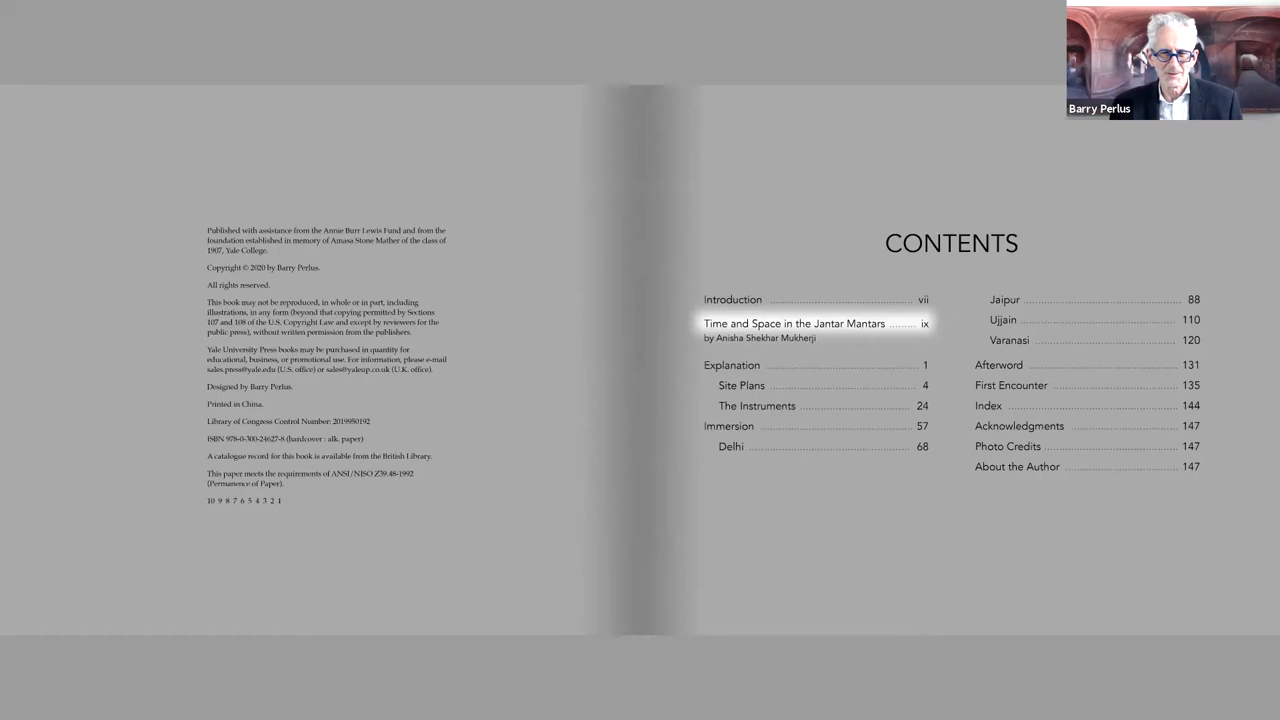 Barry Perlus
Published with assistance from the Annie Burr Lewis Fund and from the
foundation established in memory of Amasa Stone Mather of the class of
1907, Yale College.
Copyright © 2020 by Barry Perlus.
All rights reserved.
This book may not be reproduced, in whole or in part, including
illustrations, in any form (beyond that copying permitted by Sections
107 and 108 of the U.S. Copyright Law and except by reviewers for the
public press), without written permission from the publishers.
Yale University Press books may be purchased in quantity for
educational, business, or promotional use. For information, please e-mail
sales.press@yale.edu (U.S. office) or sales@yaleup.co.uk (U.K. office).
Designed by Barry Perlus.
Printed in China.
Library of Congress Control Number: 2019950192
ISBN 978-0-300-24627-8 (hardcover : alk. paper)
A catalogue record for this book is available from the British Library.
This paper meets the requirements of ANSI/NISO Z39.48-1992
(Permanence of Paper).
10 9 8 7 6 5 4 3 2 1
CONTENTS
Introduction vii
Time and Space in the Jantar Mantars ix
by Anisha Shekhar Mukherji
Explanation 1
Site Plans 4
The Instruments 24
Immersion 57
Delhi 68
Jaipur 88
Ujjain 110
Varanasi 120
Afterword 131
First Encounter 135
Index 144
Acknowledgments 147
Photo Credits 147
About the Author 147